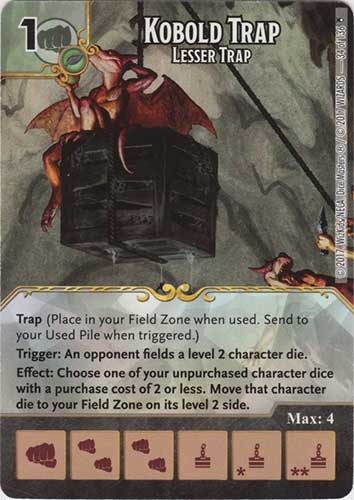 1
KOBOLD TRAP
LESSER TRAP
Trap (Place in your Field Zone when used. Send to
your Used Pile when triggered.)
Trigger: An opponent fields a level 2 character die.
Effect: Choose one of your unpurchased character dice
with a purchase cost of 2 or less. Move that character
die to your Field Zone on its level 2 side.
Max: 4
*
**